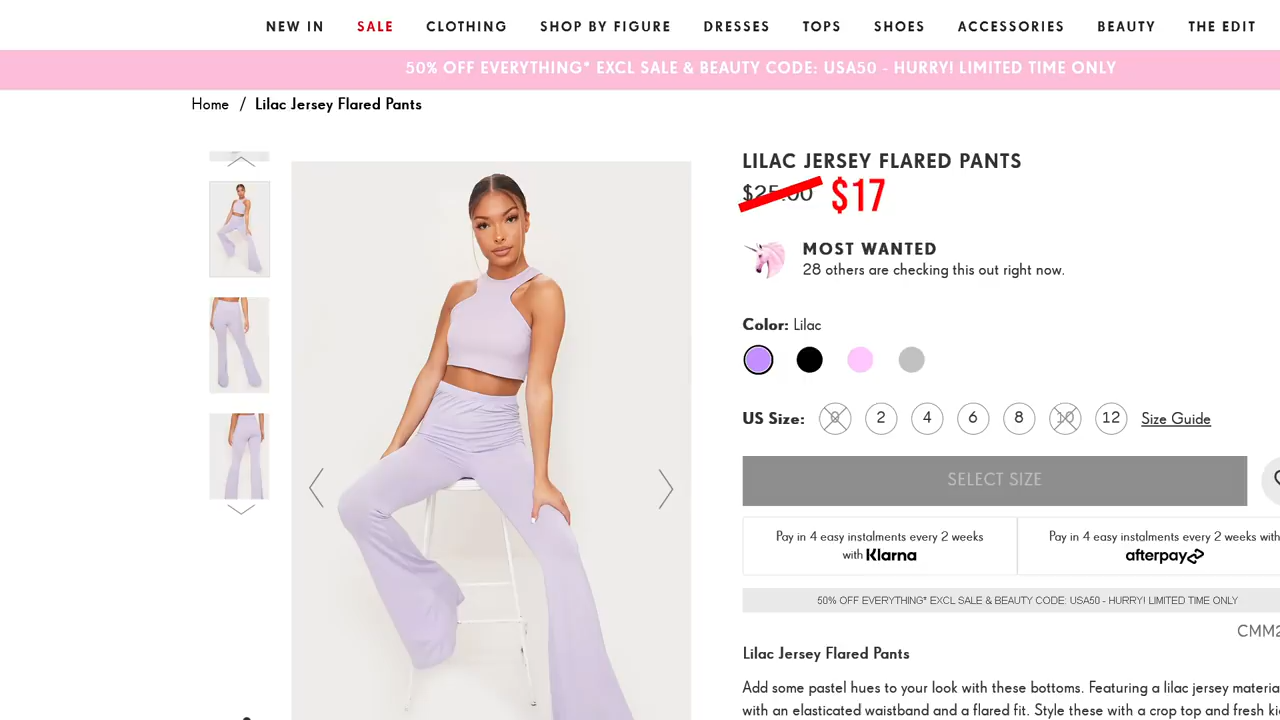 NEW IN SALE CLOTHING SHOP BY FIGURE DRESSES TOPS SHOES ACCESSORIES BEAUTY THE EDIT
50% OFF EVERYTHING* EXCL SALE & BEAUTY CODE: USA50 - HURRY! LIMITED TIME ONLY
Home / Lilac Jersey Flared Pants
LILAC JERSEY FLARED PANTS
$25.00 $17
MOST WANTED
28 others are checking this out right now.
Color: Lilac
US Size: 0 2 4 6 8 10 12 Size Guide
SELECT SIZE
Pay in 4 easy instalments every 2 weeks
with Klarna
Pay in 4 easy instalments every 2 weeks with
afterpay
50% OFF EVERYTHING* EXCL SALE & BEAUTY CODE: USA50 - HURRY! LIMITED TIME ONLY
CMM2
Lilac Jersey Flared Pants
Add some pastel hues to your look with these bottoms. Featuring a lilac jersey materia
with an elasticated waistband and a flared fit. Style these with a crop top and fresh ki